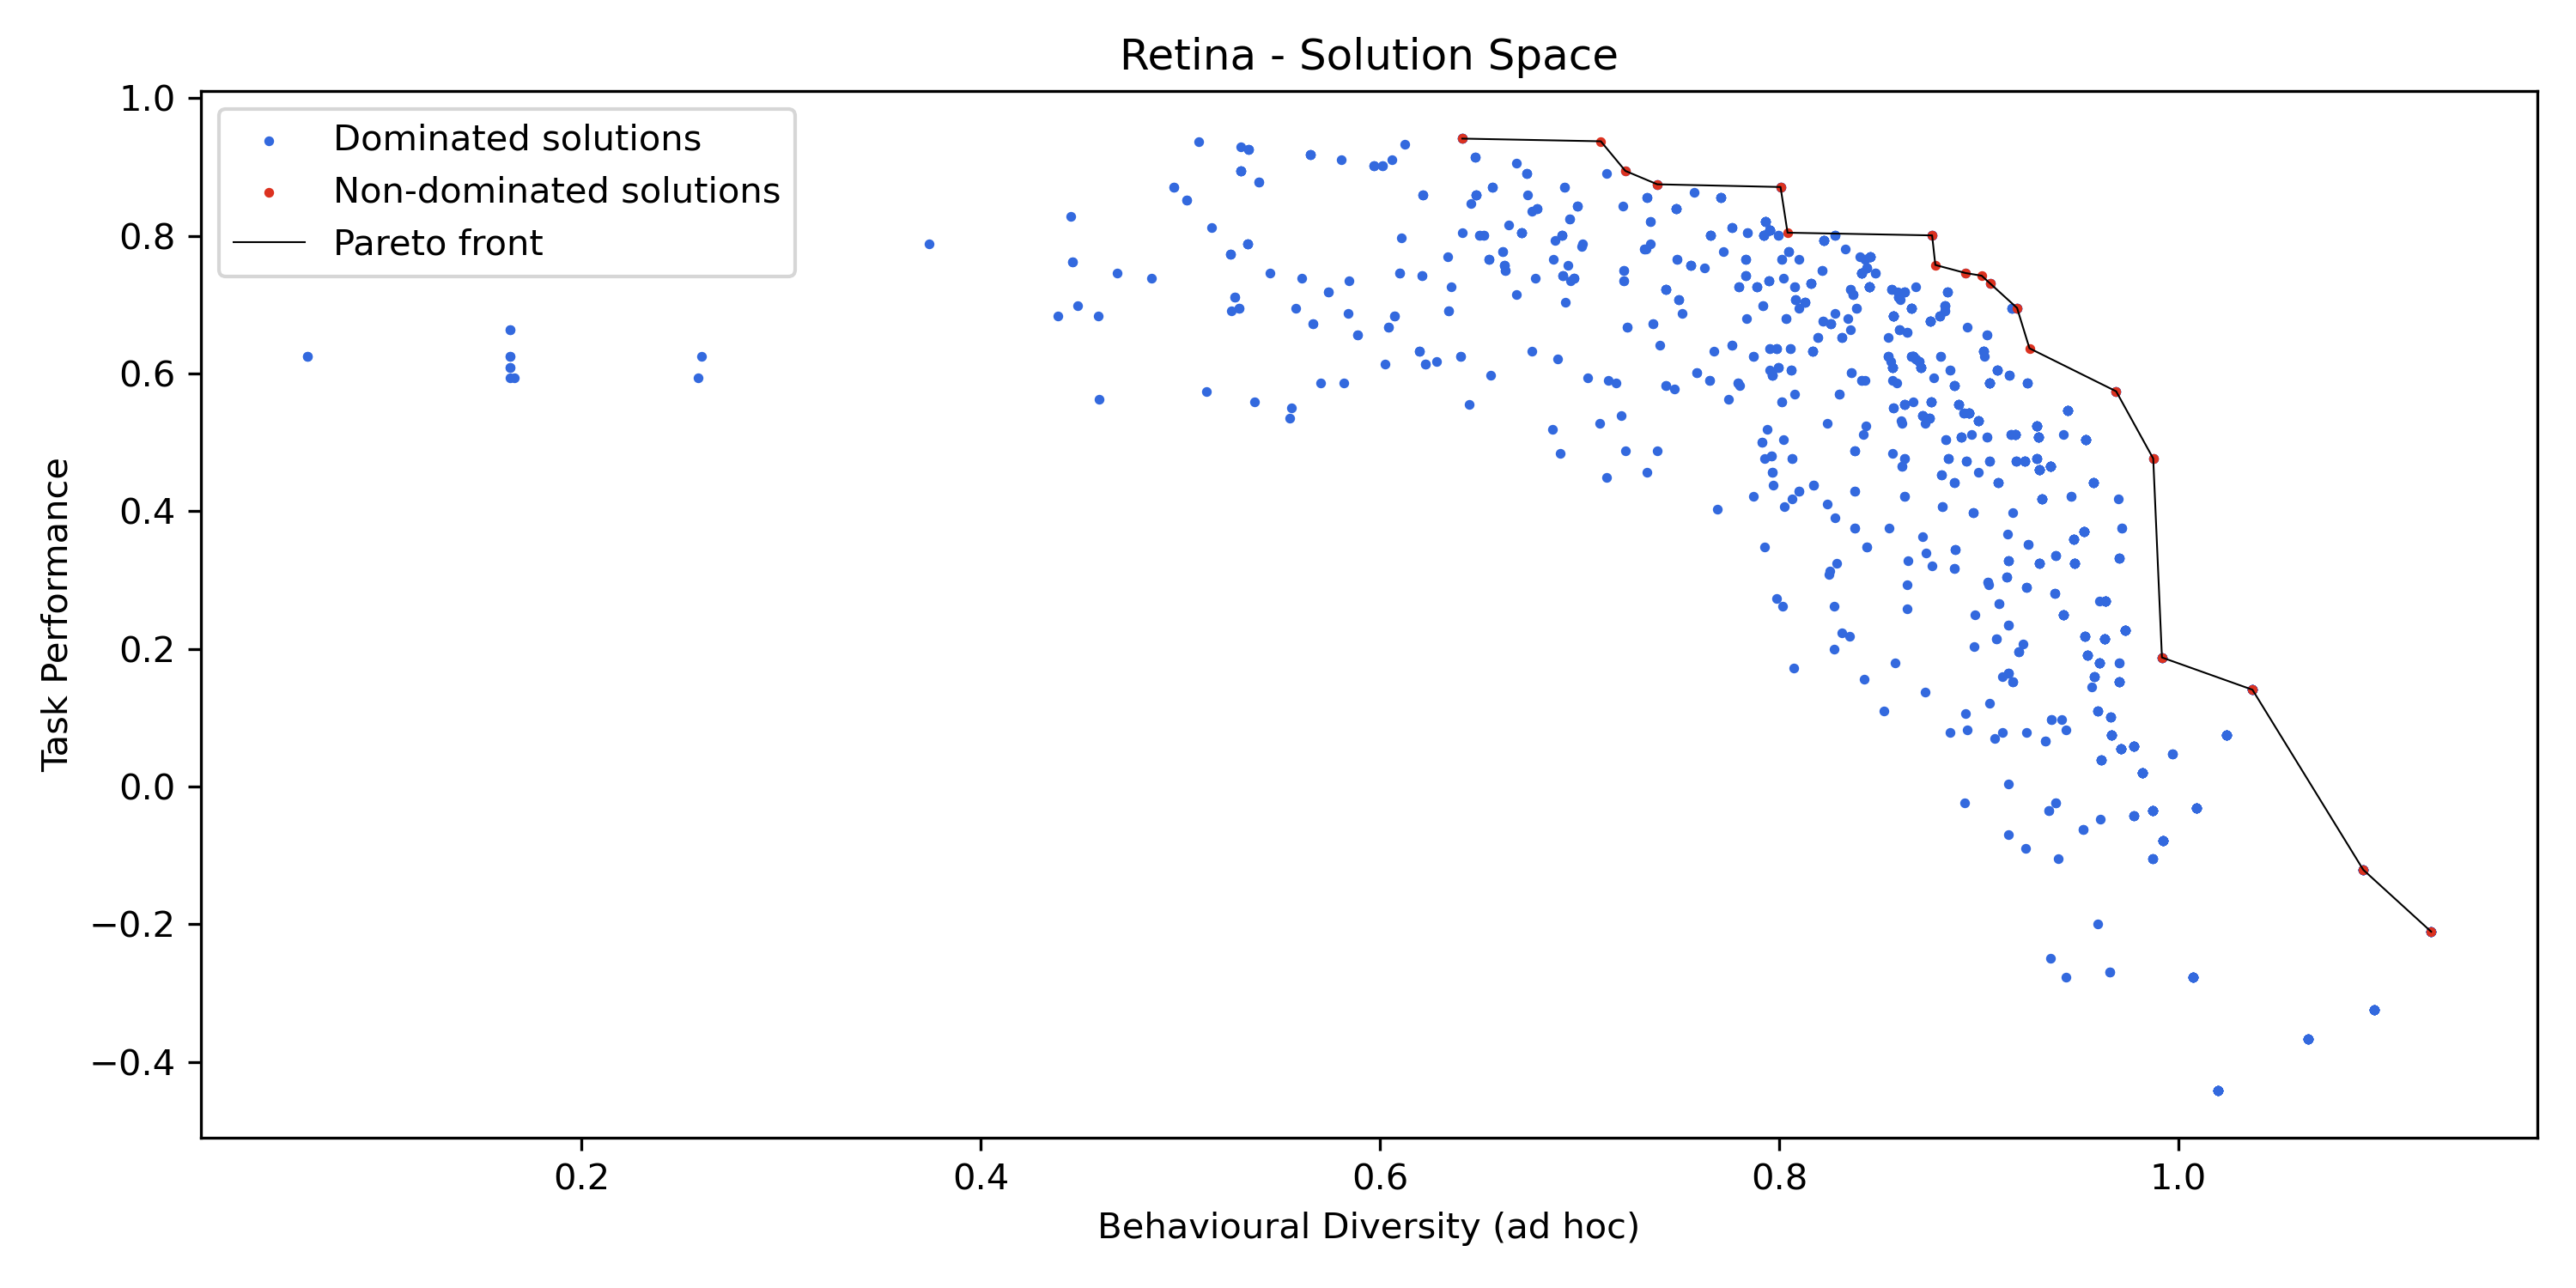 Retina - Solution Space
Dominated solutions
Non-dominated solutions
Pareto front
Task Performance
1.0
0.8
0.6
0.4
0.2
0.0
−0.2
−0.4
0.2
0.4
0.6
0.8
1.0
Behavioural Diversity (ad hoc)